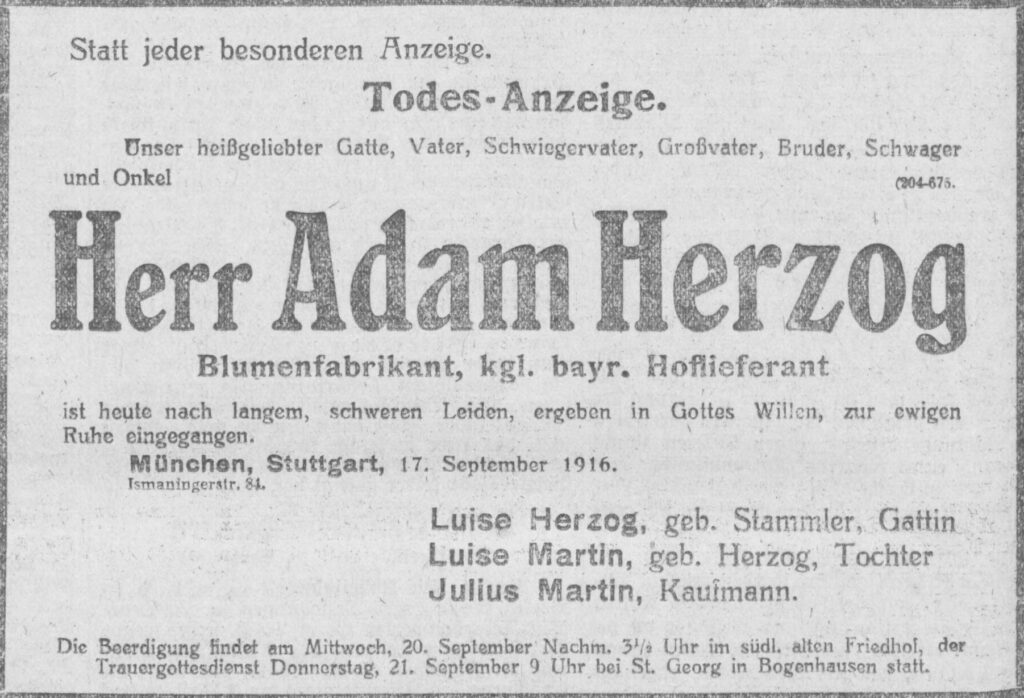 Statt jeder besonderen Anzeige.
Todes-Anzeige.
Unser heißgeliebter Gatte, Vater, Schwiegervater, Großvater, Bruder, Schwager
und Onkel (204-675.
Herr Adam Herzog
Blumenfabrikant, kgl. bayr. Hoflieferant
ist heute nach langem, schweren Leiden, ergeben in Gottes Willen, zur ewigen
Ruhe eingegangen.
München, Stuttgart, 17. September 1916.
Ismaningerstr. 84.
Luise Herzog, geb. Stammler, Gattin
Luise Martin, geb. Herzog, Tochter
Julius Martin, Kaufmann.
Die Beerdigung findet am Mittwoch, 20. September Nachm. 3½ Uhr im südl. alten Friedhof, der
Trauergottesdienst Donnerstag, 21. September 9 Uhr bei St. Georg in Bogenhausen statt.